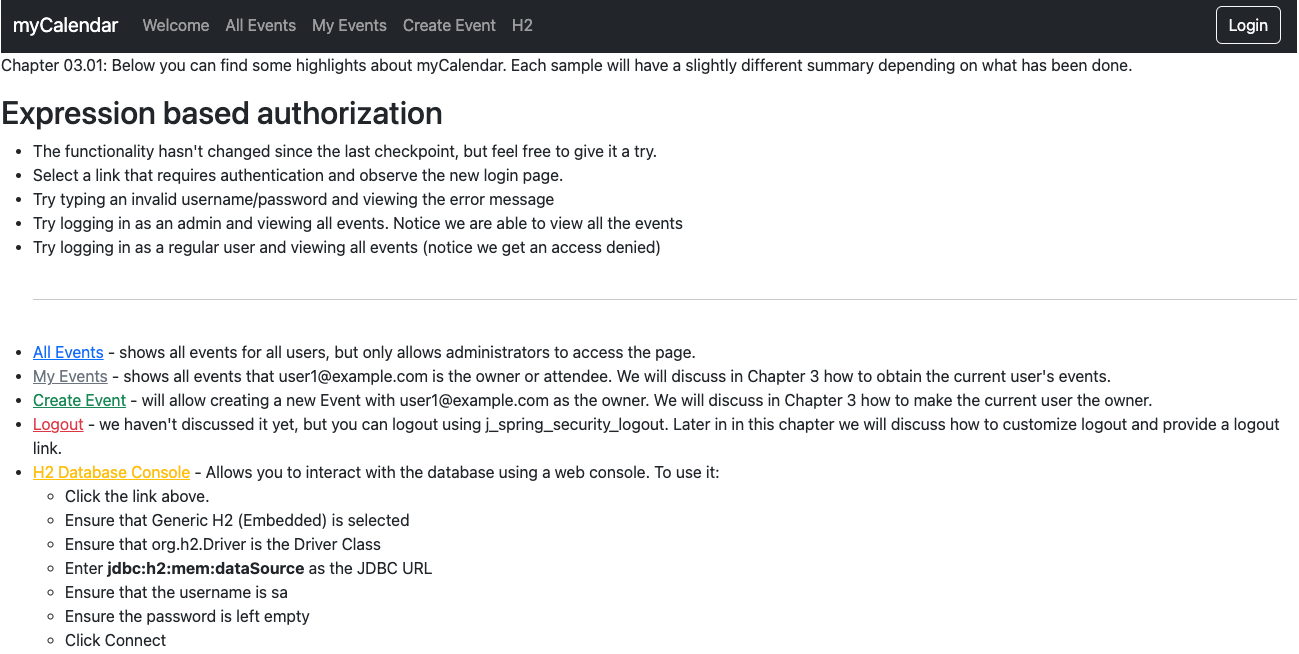 myCalendar Welcome All Events My Events Create Event H2 Login
Chapter 03.01: Below you can find some highlights about myCalendar. Each sample will have a slightly different summary depending on what has been done.
Expression based authorization
• The functionality hasn't changed since the last checkpoint, but feel free to give it a try.
• Select a link that requires authentication and observe the new login page.
• Try typing an invalid username/password and viewing the error message
• Try logging in as an admin and viewing all events. Notice we are able to view all the events
• Try logging in as a regular user and viewing all events (notice we get an access denied)
• All Events - shows all events for all users, but only allows administrators to access the page.
• My Events - shows all events that user1@example.com is the owner or attendee. We will discuss in Chapter 3 how to obtain the current user's events.
• Create Event - will allow creating a new Event with user1@example.com as the owner. We will discuss in Chapter 3 how to make the current user the owner.
• Logout - we haven't discussed it yet, but you can logout using j_spring_security_logout. Later in in this chapter we will discuss how to customize logout and provide a logout
link.
• H2 Database Console - Allows you to interact with the database using a web console. To use it:
◦ Click the link above.
◦ Ensure that Generic H2 (Embedded) is selected
◦ Ensure that org.h2.Driver is the Driver Class
◦ Enter jdbc:h2:mem:dataSource as the JDBC URL
◦ Ensure that the username is sa
◦ Ensure the password is left empty
◦ Click Connect